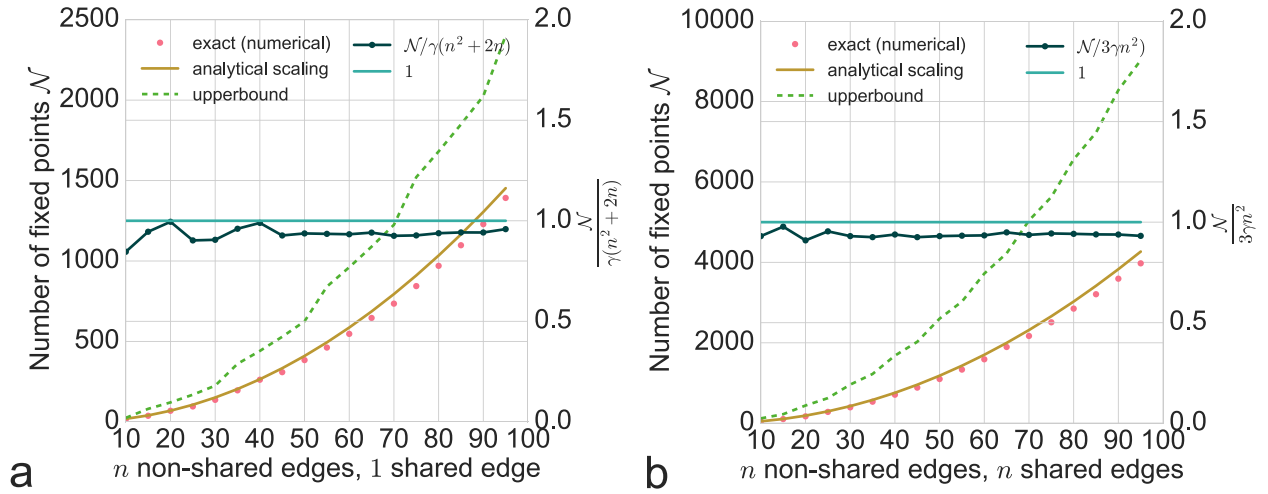 2500
2000
1500
1000
500
0
Number of fixed points 𝒩
exact (numerical)
analytical scaling
upperbound
𝒩/γ(n² + 2n)
1
2.0
1.5
1.0
0.5
0.0
𝒩
γ(n² + 2n)
10 20 30 40 50 60 70 80 90 100
n non-shared edges, 1 shared edge
a
10000
8000
6000
4000
2000
0
Number of fixed points 𝒩
exact (numerical)
analytical scaling
upperbound
𝒩/3γn²)
1
2.0
1.5
1.0
0.5
0.0
𝒩
3γn²
10 20 30 40 50 60 70 80 90 100
n non-shared edges, n shared edges
b